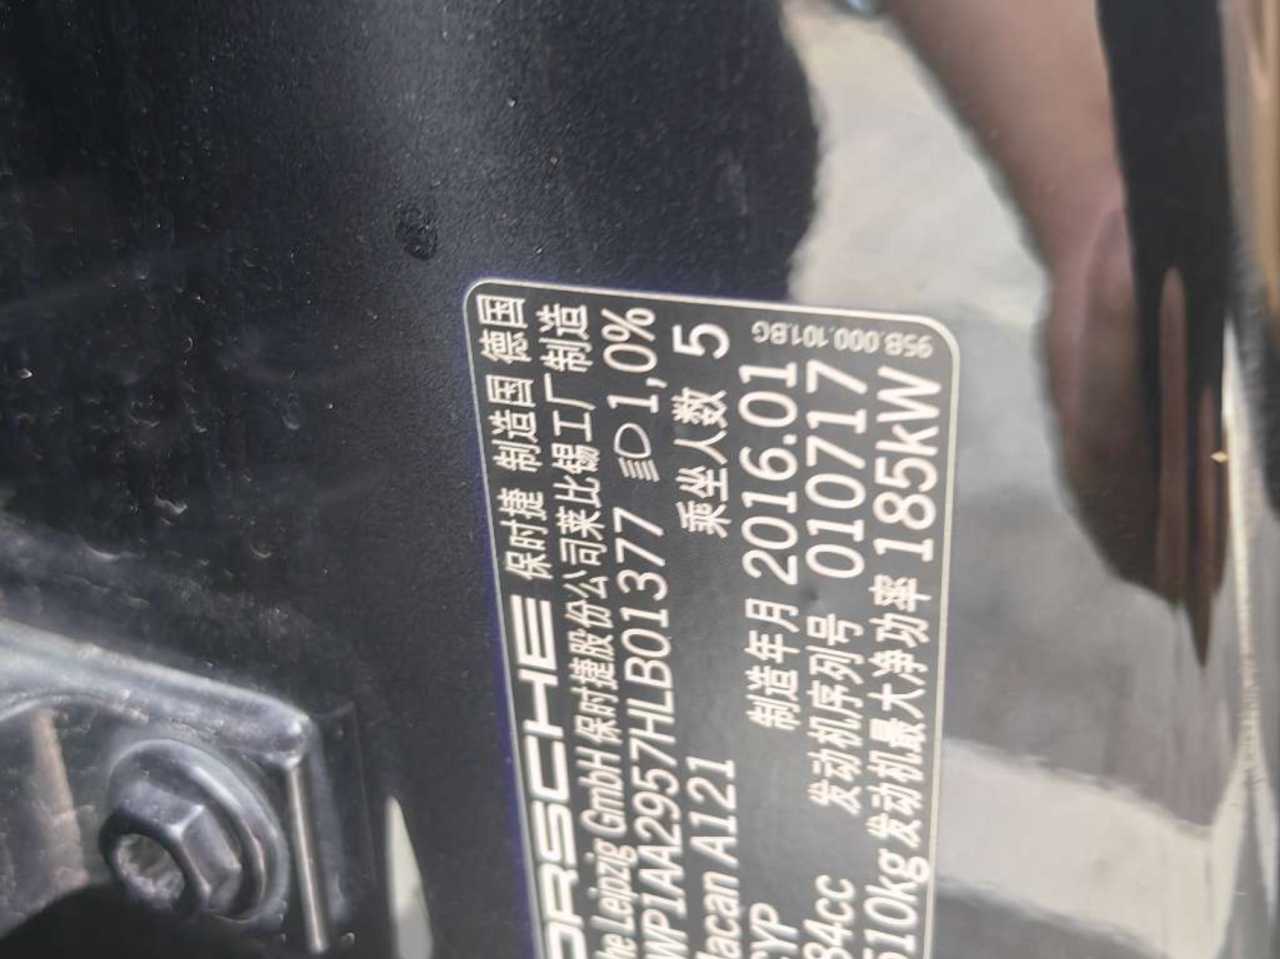 ORSCHE 保时捷 制造国 德国
he Leipzig GmbH 保时捷股份公司莱比锡工厂制造
WP1AA2957HLB01377 1,0%
Macan A121 乘坐人数 5
CYP 制造年月 2016.01
84cc 发动机序列号 010717
510kg 发动机最大净功率 185kW
95B.000.101.BG